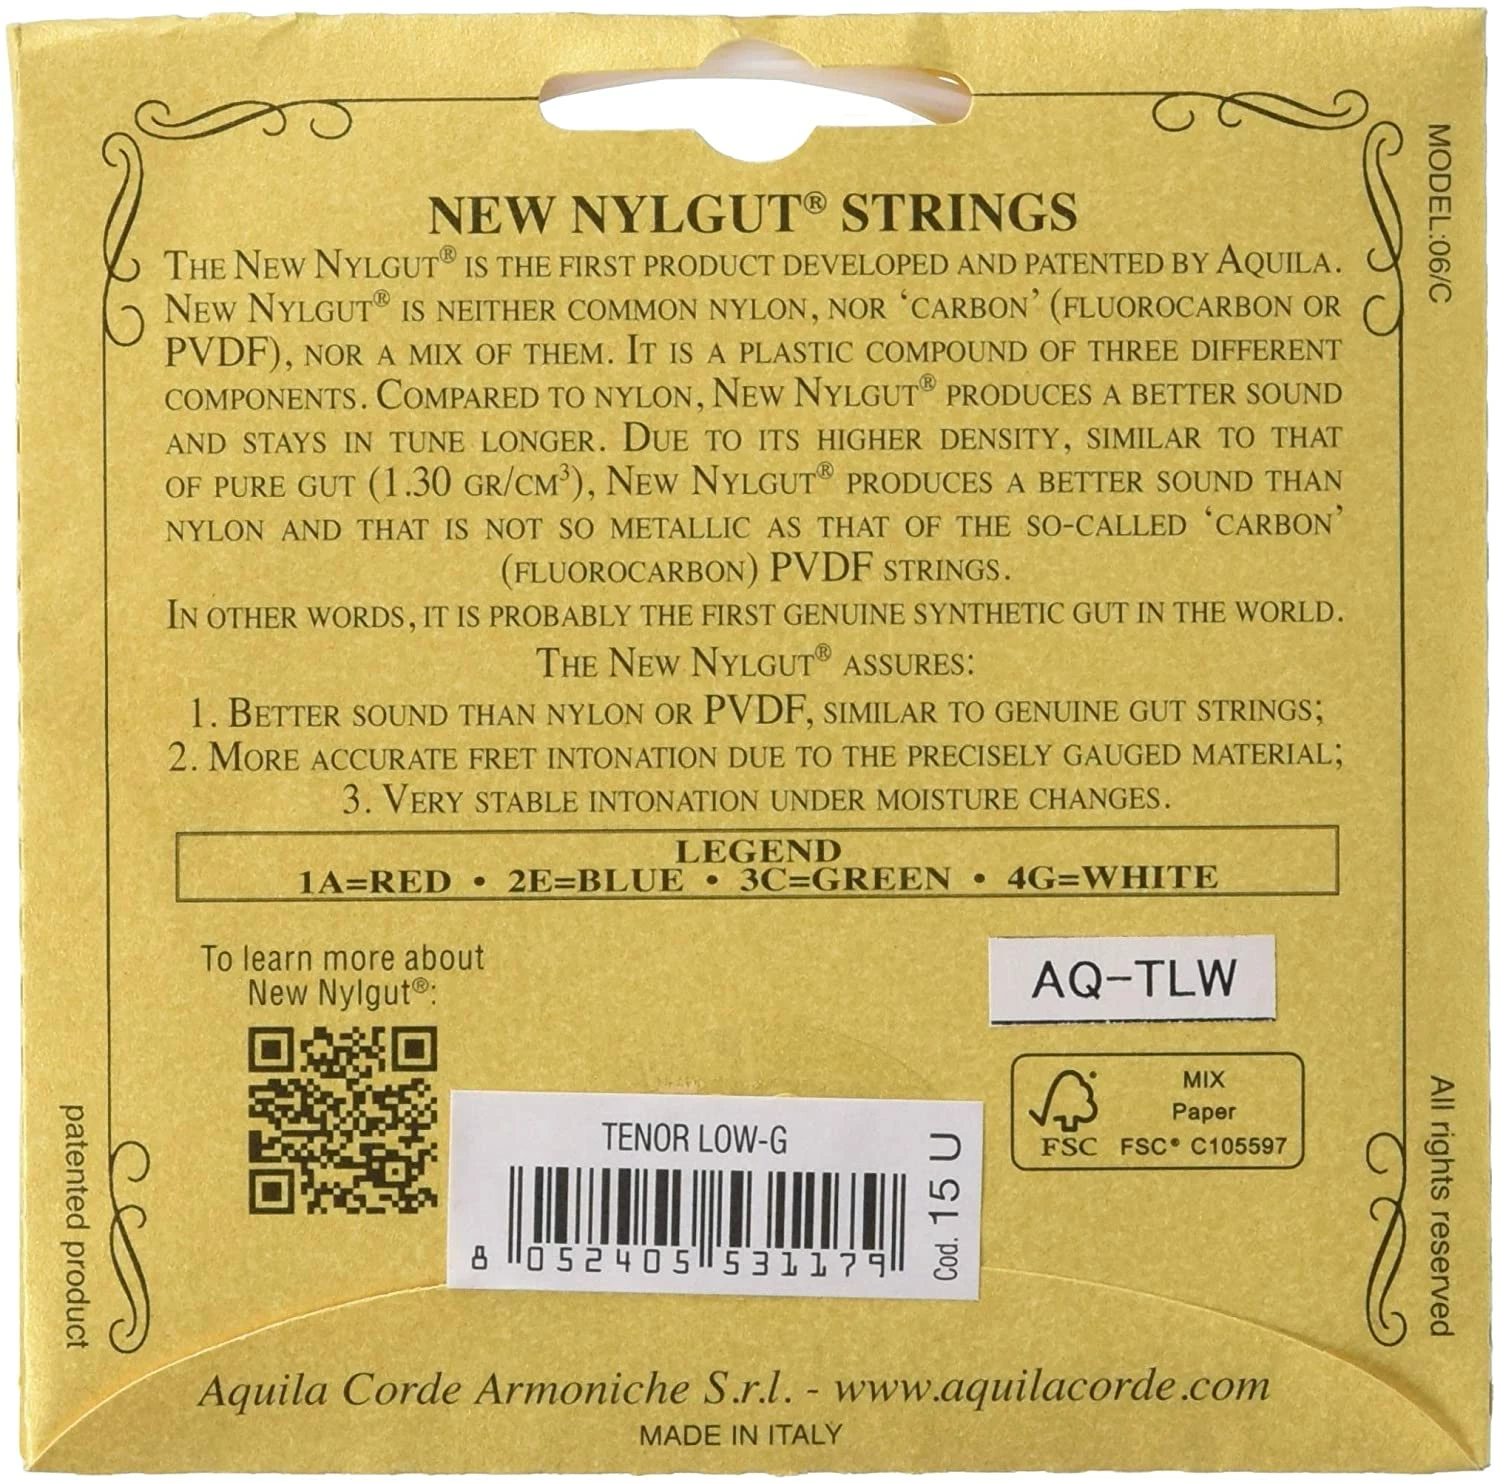 NEW NYLGUT® STRINGS
THE NEW NYLGUT® IS THE FIRST PRODUCT DEVELOPED AND PATENTED BY AQUILA.
NEW NYLGUT® IS NEITHER COMMON NYLON, NOR ‘CARBON’ (FLUOROCARBON OR
PVDF), NOR A MIX OF THEM. IT IS A PLASTIC COMPOUND OF THREE DIFFERENT
COMPONENTS. COMPARED TO NYLON, NEW NYLGUT® PRODUCES A BETTER SOUND
AND STAYS IN TUNE LONGER. DUE TO ITS HIGHER DENSITY, SIMILAR TO THAT
OF PURE GUT (1.30 GR/CM³), NEW NYLGUT® PRODUCES A BETTER SOUND THAN
NYLON AND THAT IS NOT SO METALLIC AS THAT OF THE SO-CALLED ‘CARBON’
(FLUOROCARBON) PVDF STRINGS.
IN OTHER WORDS, IT IS PROBABLY THE FIRST GENUINE SYNTHETIC GUT IN THE WORLD.
THE NEW NYLGUT® ASSURES:
1. BETTER SOUND THAN NYLON OR PVDF, SIMILAR TO GENUINE GUT STRINGS;
2. MORE ACCURATE FRET INTONATION DUE TO THE PRECISELY GAUGED MATERIAL;
3. VERY STABLE INTONATION UNDER MOISTURE CHANGES.
LEGEND
1A=RED • 2E=BLUE • 3C=GREEN • 4G=WHITE
MODEL:06/C
To learn more about
New Nylgut®:
AQ-TLW
MIX
Paper
FSC FSC® C105597
TENOR LOW-G
8 052405 531179
Cod. 15 U
patented product
All rights reserved
Aquila Corde Armoniche S.r.l. - www.aquilacorde.com
MADE IN ITALY